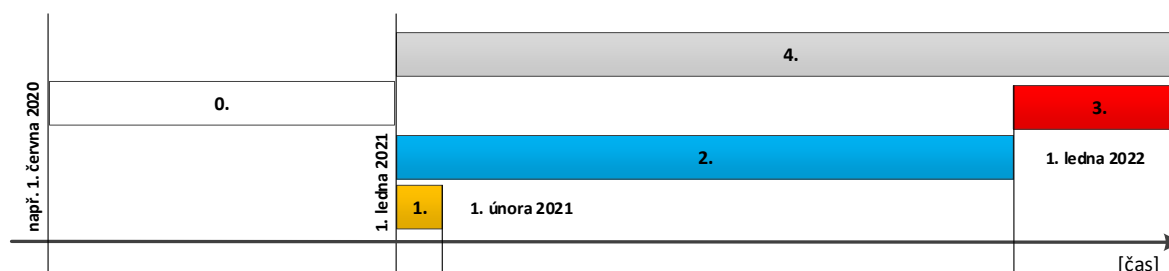 4.
0.
3.
např. 1. června 2020
1. ledna 2021
2.
1. ledna 2022
1.
1. února 2021
[čas]